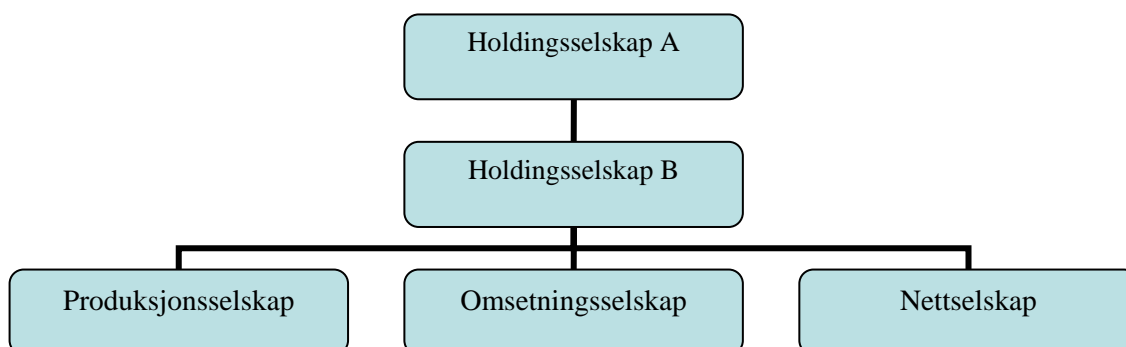 Holdingsselskap A
Holdingsselskap B
Produksjonsselskap
Omsetningsselskap
Nettselskap